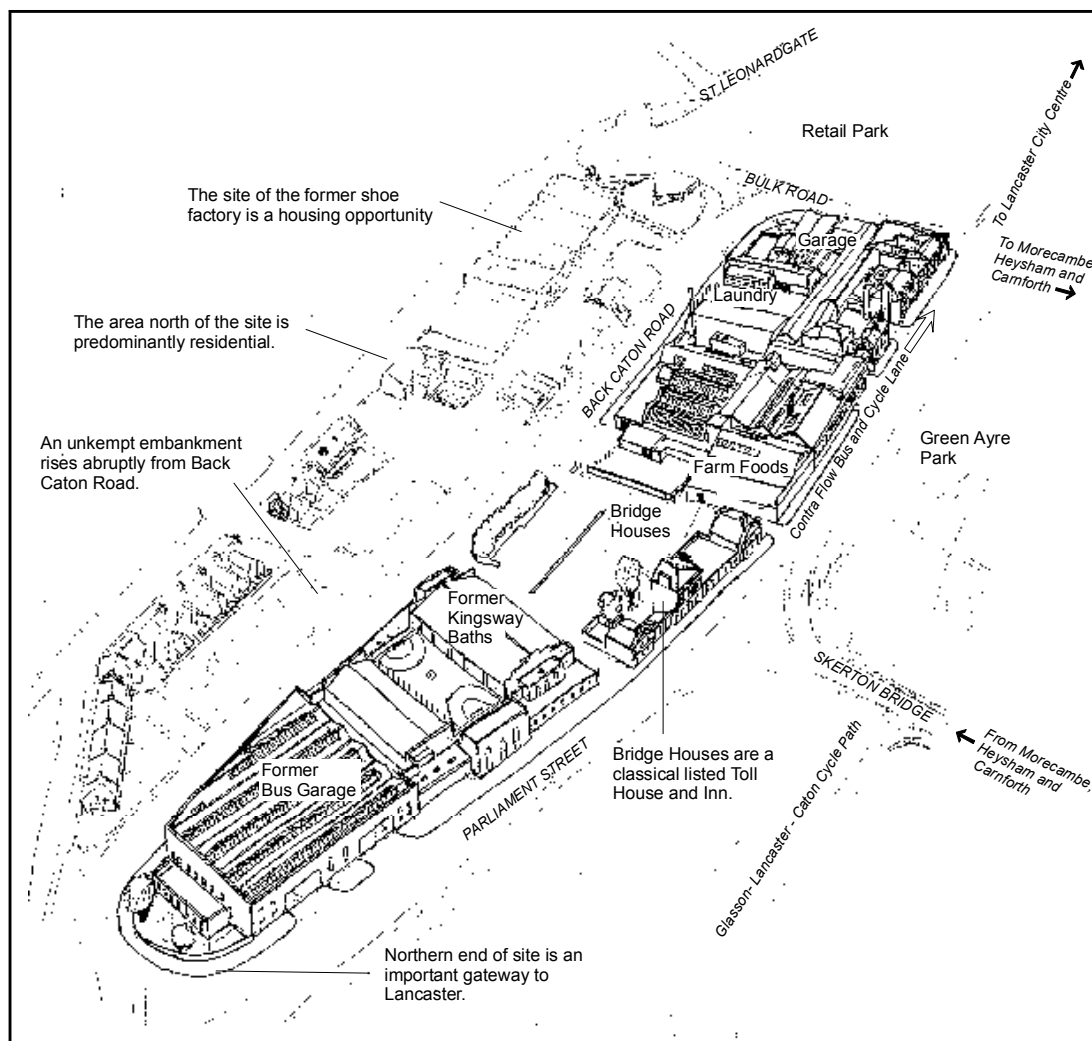 ST LEONARDGATE
To Lancaster City Centre
Retail Park
BULK ROAD
The site of the former shoe
factory is a housing opportunity
Garage
To Morecambe,
Heysham and
Carnforth
Laundry
The area north of the site is
predominantly residential.
BACK CATON ROAD
Contra Flow Bus and Cycle Lane
An unkempt embankment
rises abruptly from Back
Caton Road.
Green Ayre
Park
Farm Foods
Bridge
Houses
Former
Kingsway
Baths
SKERTON BRIDGE
From Morecambe,
Heysham and
Carnforth
Former
Bus Garage
PARLIAMENT STREET
Bridge Houses are a
classical listed Toll
House and Inn.
Glasson- Lancaster - Caton Cycle Path
Northern end of site is an
important gateway to
Lancaster.